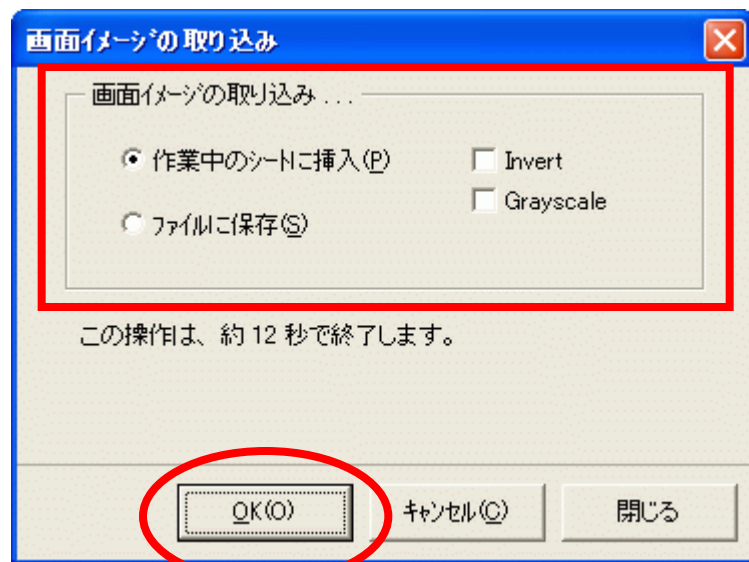 画面ｲﾒｰｼﾞの取り込み
画面ｲﾒｰｼﾞの取り込み . . .
作業中のｼｰﾄに挿入(P)
Invert
Grayscale
ﾌｧｲﾙに保存(S)
この操作は、約 12 秒で終了します。
OK(O)
ｷｬﾝｾﾙ(C)
閉じる